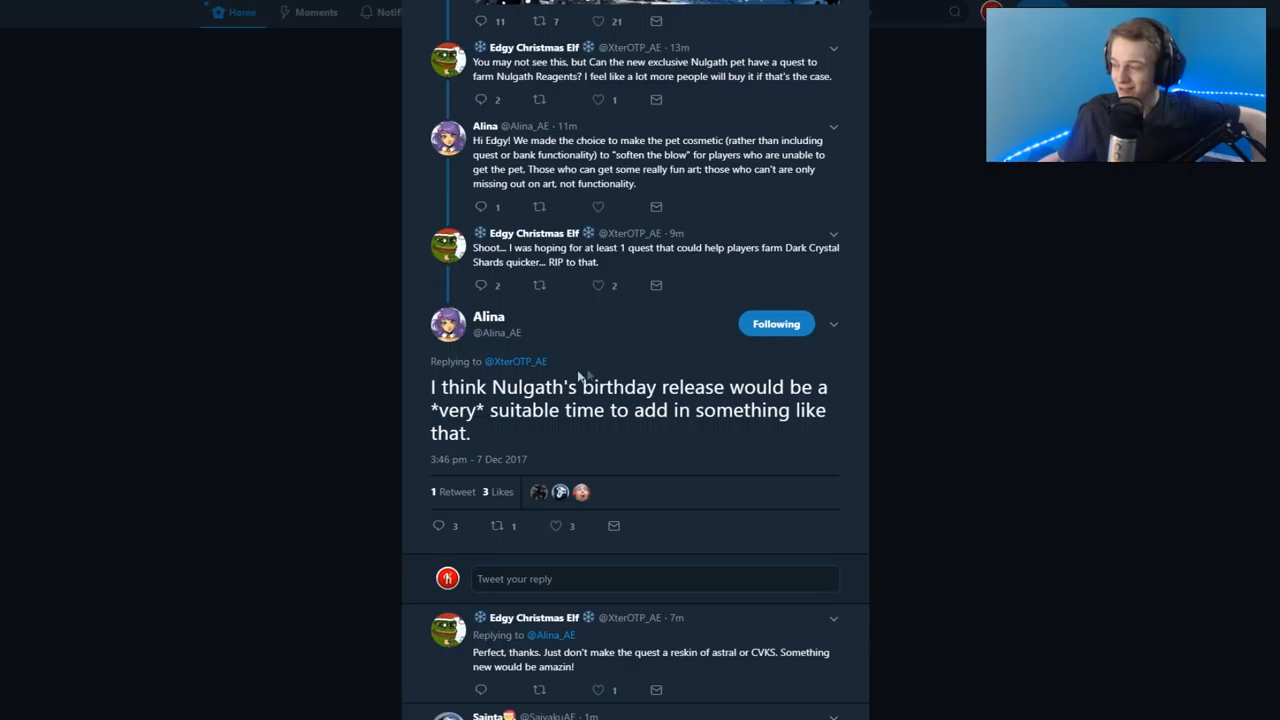 Home Moments Notifi
11 7 21
Edgy Christmas Elf @XterOTP_AE · 13m
You may not see this, but Can the new exclusive Nulgath pet have a quest to
farm Nulgath Reagents? I feel like a lot more people will buy it if that's the case.
2 1
Alina @Alina_AE · 11m
Hi Edgy! We made the choice to make the pet cosmetic (rather than including
quest or bank functionality) to "soften the blow" for players who are unable to
get the pet. Those who can get some really fun art; those who can't are only
missing out on art, not functionality.
1
Edgy Christmas Elf @XterOTP_AE · 9m
Shoot... I was hoping for at least 1 quest that could help players farm Dark Crystal
Shards quicker... RIP to that.
2 2
Alina
@Alina_AE
Following
Replying to @XterOTP_AE
I think Nulgath's birthday release would be a
*very* suitable time to add in something like
that.
3:46 pm - 7 Dec 2017
1 Retweet 3 Likes
3 1 3
K
Tweet your reply
Edgy Christmas Elf @XterOTP_AE · 7m
Replying to @Alina_AE
Perfect, thanks. Just don't make the quest a reskin of astral or CVKS. Something
new would be amazin!
1
Sainta @SaiyakuAE · 1m